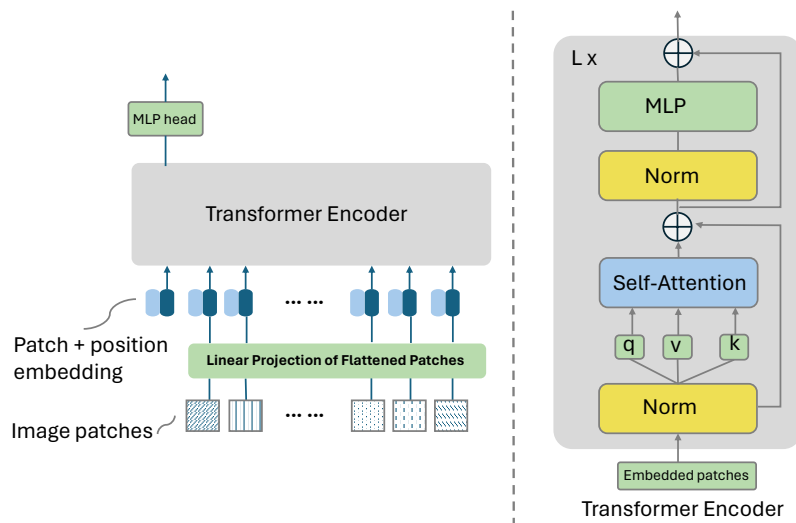 MLP head
Transformer Encoder
... ...
Patch + position
embedding
Linear Projection of Flattened Patches
Image patches
... ...
L x
MLP
Norm
Self-Attention
q v k
Norm
Embedded patches
Transformer Encoder